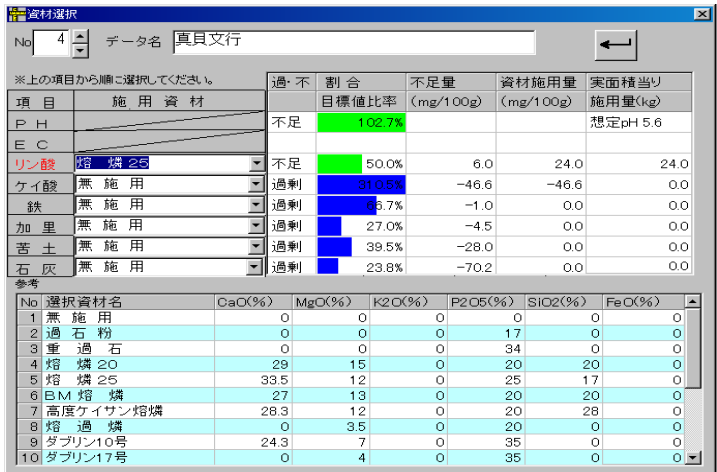 資材選択
No 4 データ名 真貝文行
※上の項目から順に選択してください。 過・不 割 合 不足量 資材施用量 実面積当り
項 目 施 用 資 材 目標値比率 (mg/100g) (mg/100g) 施用量(kg)
P H 不足 102.7% 想定pH 5.6
E C
リン酸 熔 燐 25 不足 50.0% 6.0 24.0 24.0
ケイ酸 無 施 用 過剰 310.5% -46.6 -46.6 0.0
鉄 無 施 用 過剰 6.7% -1.0 0.0 0.0
加 里 無 施 用 過剰 27.0% -4.5 0.0 0.0
苦 土 無 施 用 過剰 39.5% -28.0 0.0 0.0
石 灰 無 施 用 過剰 23.8% -70.2 0.0 0.0
参考
No 選択資材名 CaO(%) MgO(%) K2O(%) P2O5(%) SiO2(%) FeO(%)
1 無 施 用 0 0 0 0 0 0
2 過 石 粉 0 0 0 17 0 0
3 重 過 石 0 0 0 34 0 0
4 熔 燐 20 29 15 0 20 20 0
5 熔 燐 25 33.5 12 0 25 17 0
6 BM 熔 燐 27 13 0 20 20 0
7 高度ケイサン熔燐 28.3 12 0 20 28 0
8 熔 過 燐 0 3.5 0 20 0 0
9 ダブリン10号 24.3 7 0 35 0 0
10 ダブリン17号 0 4 0 35 0 0